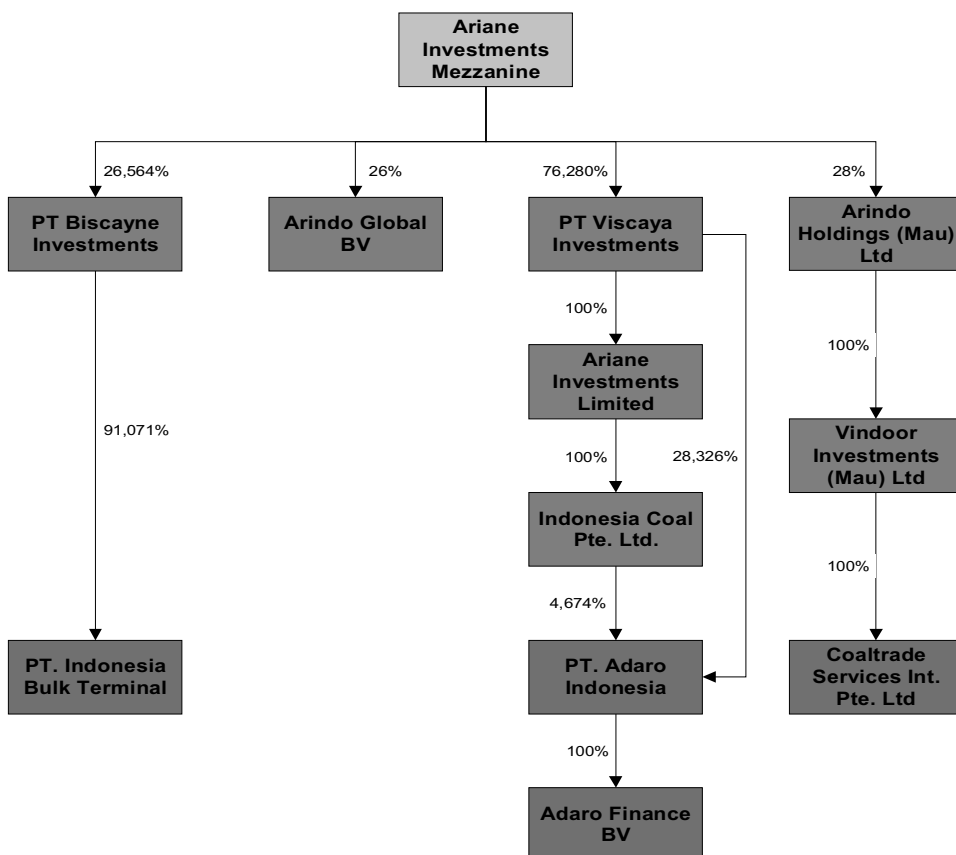 Ariane
Investments
Mezzanine
26,564%
26%
76,280%
28%
PT Biscayne
Investments
Arindo Global
BV
PT Viscaya
Investments
Arindo
Holdings (Mau)
Ltd
100%
Ariane
Investments
Limited
100%
91,071%
Vindoor
Investments
(Mau) Ltd
100%
28,326%
Indonesia Coal
Pte. Ltd.
100%
4,674%
PT. Indonesia
Bulk Terminal
PT. Adaro
Indonesia
Coaltrade
Services Int.
Pte. Ltd
100%
Adaro Finance
BV